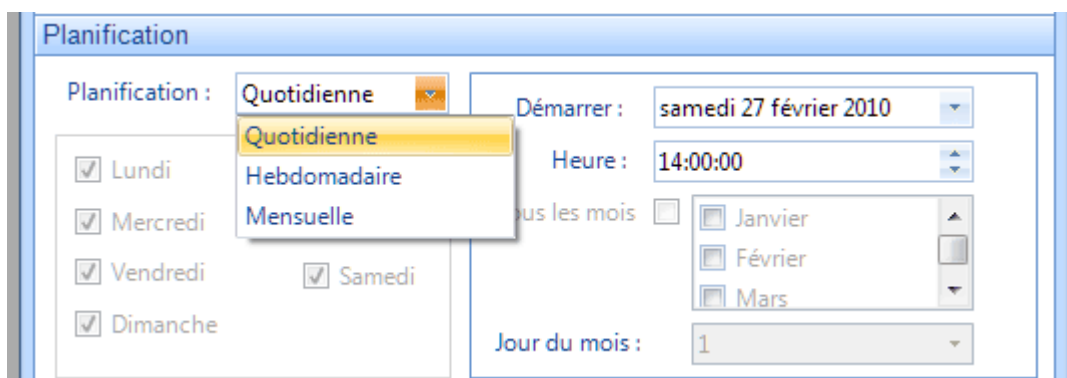 Planification
Planification : Quotidienne
Quotidienne
Hebdomadaire
Mensuelle
Lundi
Mercredi
Vendredi
Samedi
Dimanche
Démarrer : samedi 27 février 2010
Heure : 14:00:00
les mois
Janvier
Février
Mars
Jour du mois : 1